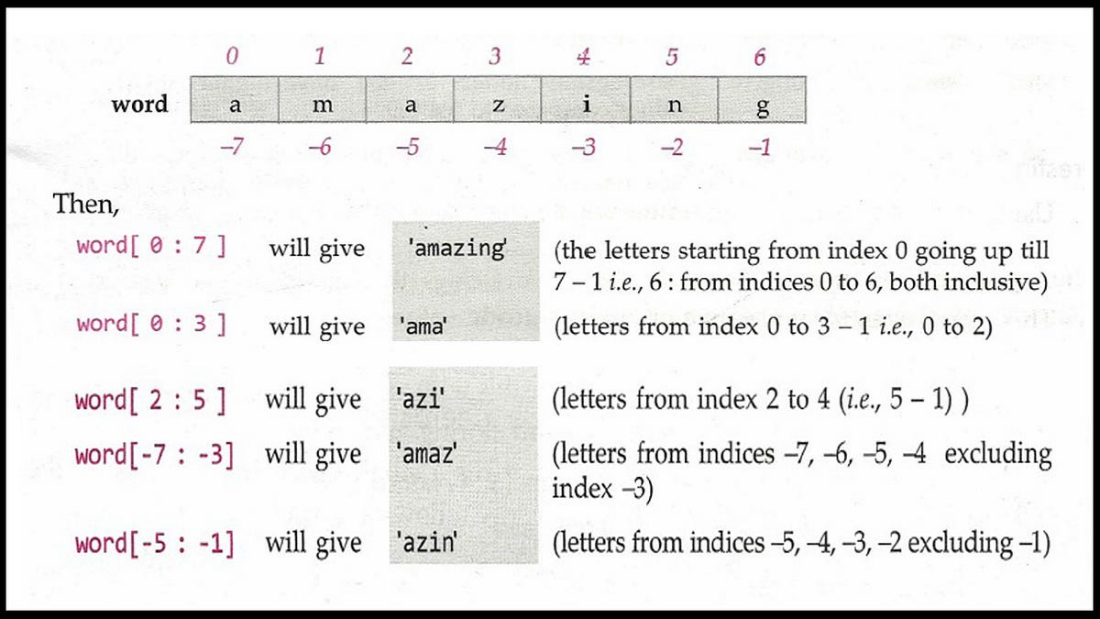 0 1 2 3 4 5 6
word a m a z i n g
–7 –6 –5 –4 –3 –2 –1
Then,
word[ 0 : 7 ] will give 'amazing' (the letters starting from index 0 going up till
7 – 1 i.e., 6 : from indices 0 to 6, both inclusive)
word[ 0 : 3 ] will give 'ama' (letters from index 0 to 3 – 1 i.e., 0 to 2)
word[ 2 : 5 ] will give 'azi' (letters from index 2 to 4 (i.e., 5 – 1) )
word[-7 : -3] will give 'amaz' (letters from indices –7, –6, –5, –4 excluding
index –3)
word[-5 : -1] will give 'azin' (letters from indices –5, –4, –3, –2 excluding –1)